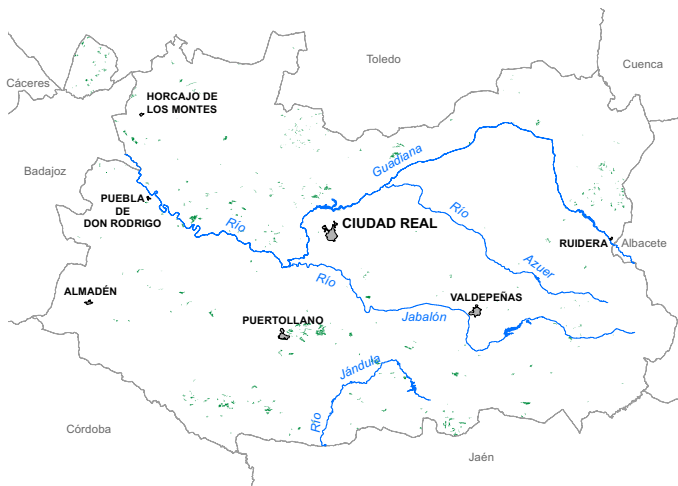 Toledo
Cuenca
Cáceres
HORCAJO DE
LOS MONTES
Guadiana
Badajoz
PUEBLA
DE
DON RODRIGO
Río
CIUDAD REAL
Río
RUIDERA
Albacete
Azuer
Río
ALMADÉN
VALDEPEÑAS
PUERTOLLANO
Jabalón
Jándula
Río
Córdoba
Jaén